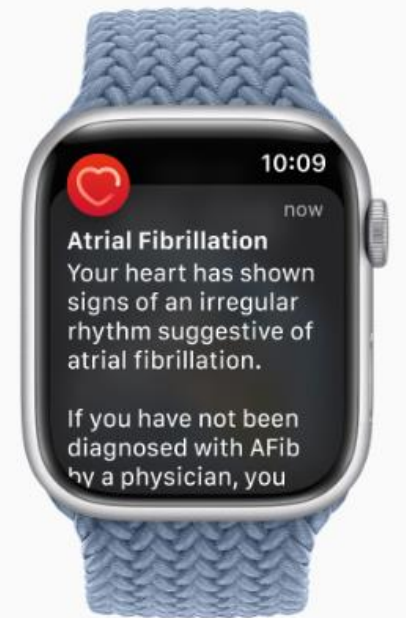 10:09
now
Atrial Fibrillation
Your heart has shown
signs of an irregular
rhythm suggestive of
atrial fibrillation.
If you have not been
diagnosed with AFib
by a physician, you